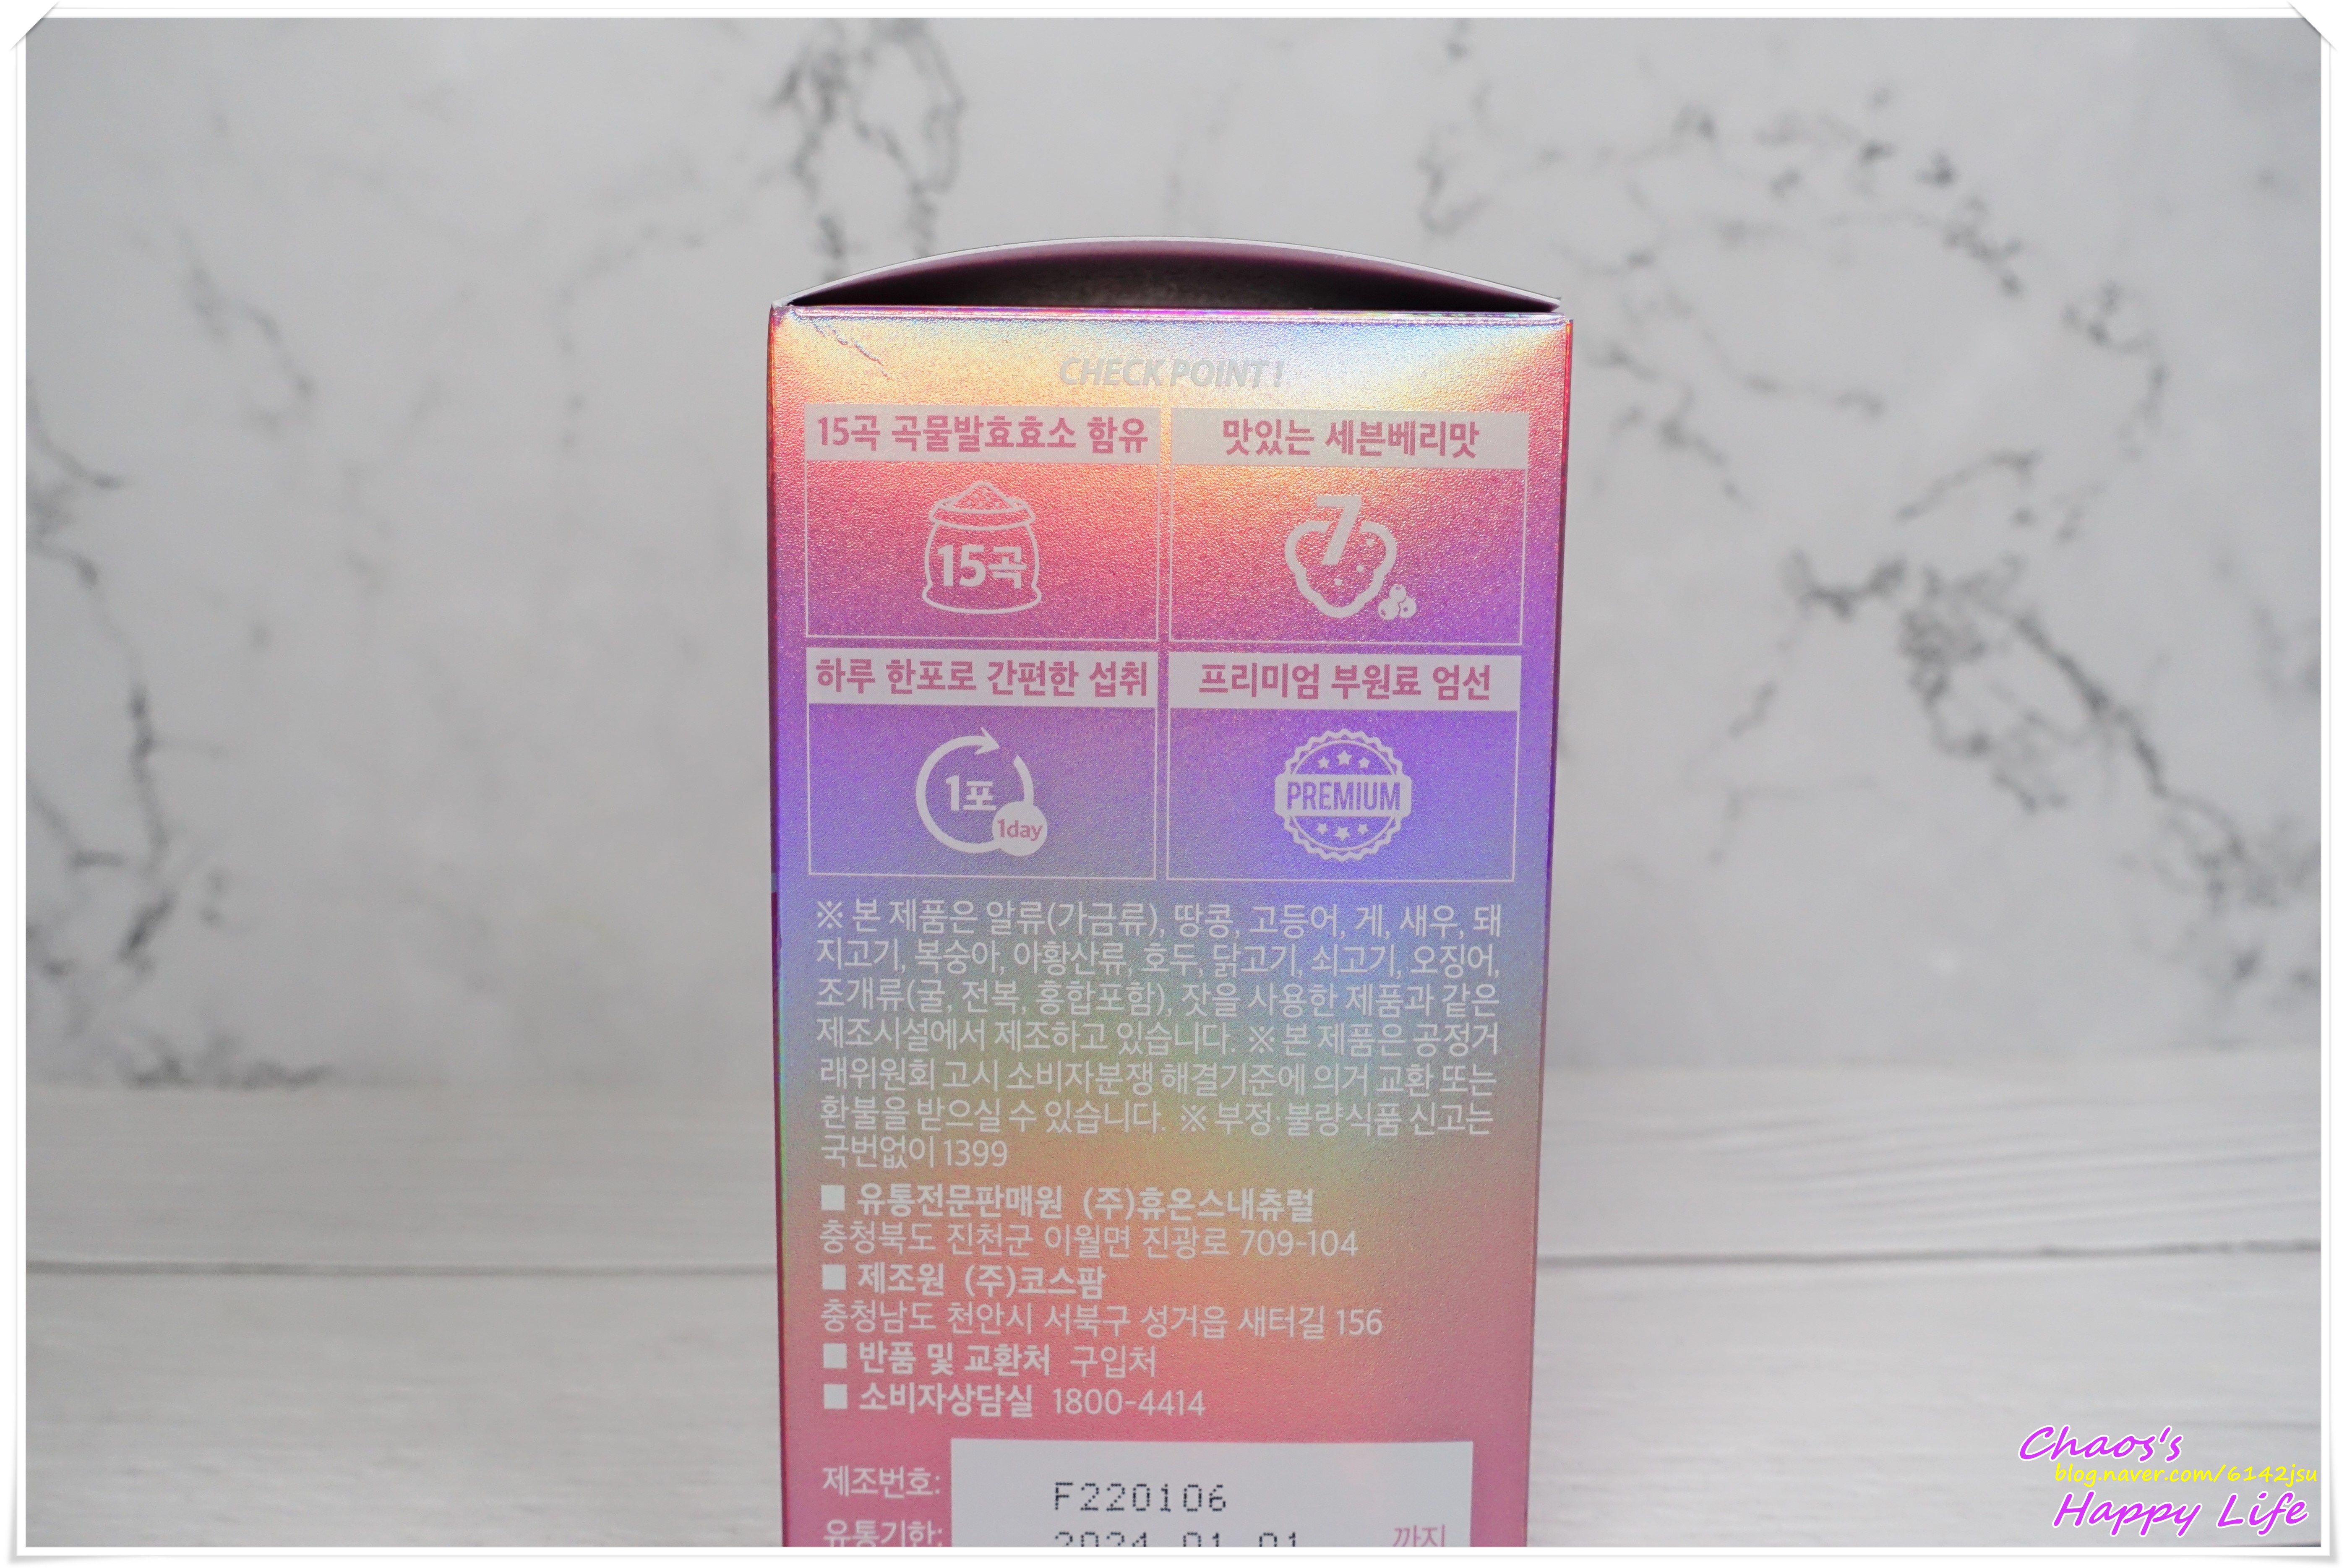 CHECK POINT!
15곡 곡물발효효소 함유
맛있는 세븐베리맛
15곡
7
하루 한포로 간편한 섭취
프리미엄 부원료 엄선
1포
1day
PREMIUM
※ 본 제품은 알류(가금류), 땅콩, 고등어, 게, 새우, 돼
지고기, 복숭아, 아황산류, 호두, 닭고기, 쇠고기, 오징어,
조개류(굴, 전복, 홍합포함), 잣을 사용한 제품과 같은
제조시설에서 제조하고 있습니다. ※ 본 제품은 공정거
래위원회 고시 소비자분쟁 해결기준에 의거 교환 또는
환불을 받으실 수 있습니다. ※ 부정·불량식품 신고는
국번없이 1399
■ 유통전문판매원 (주)휴온스내츄럴
충청북도 진천군 이월면 진광로 709-104
■ 제조원 (주)코스팜
충청남도 천안시 서북구 성거읍 새터길 156
■ 반품 및 교환처 구입처
■ 소비자상담실 1800-4414
제조번호: F220106
유통기한: 2024.01.01 까지
Chaos's
blog.naver.com/6142jsu
Happy Life